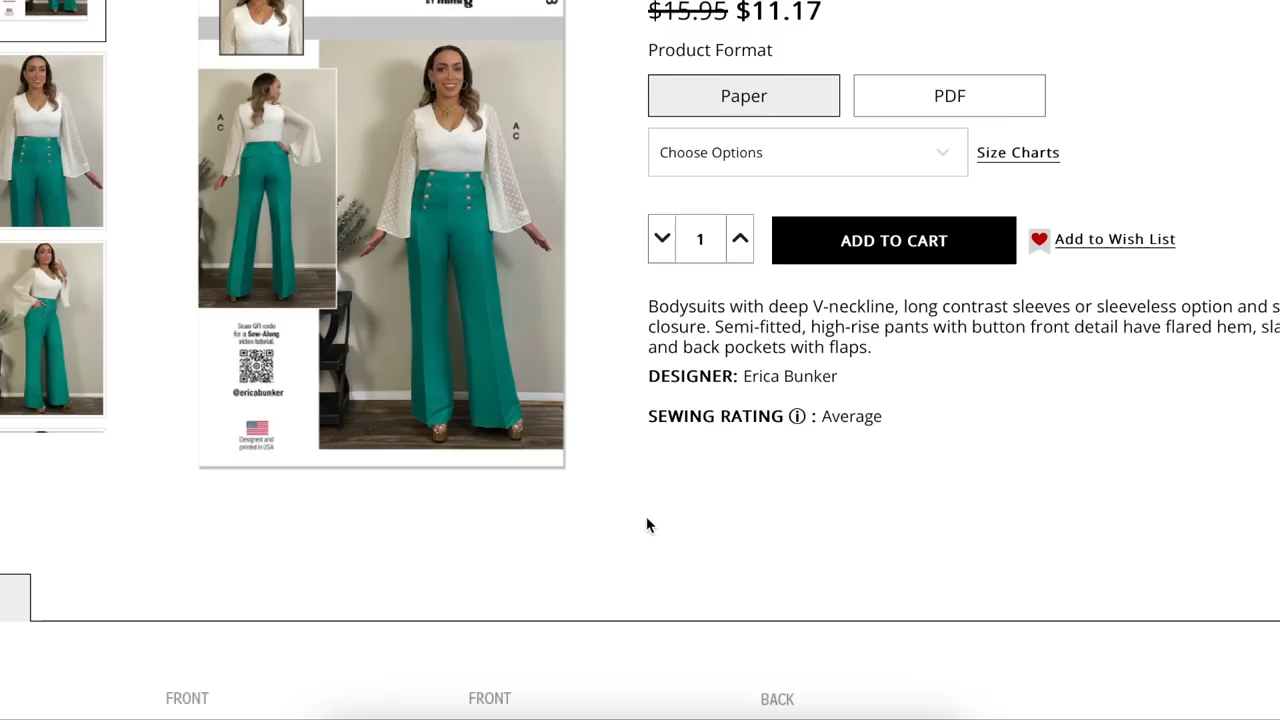 $15.95 $11.17
Product Format
Paper
PDF
Choose Options
Size Charts
1
ADD TO CART
Add to Wish List
Bodysuits with deep V-neckline, long contrast sleeves or sleeveless option and s
closure. Semi-fitted, high-rise pants with button front detail have flared hem, sla
and back pockets with flaps.
DESIGNER: Erica Bunker
SEWING RATING ⓘ : Average
A
C
A
C
Scan QR code
for a Sew-Along
video tutorial.
@ericabunker
Designed and
printed in USA
FRONT
FRONT
BACK